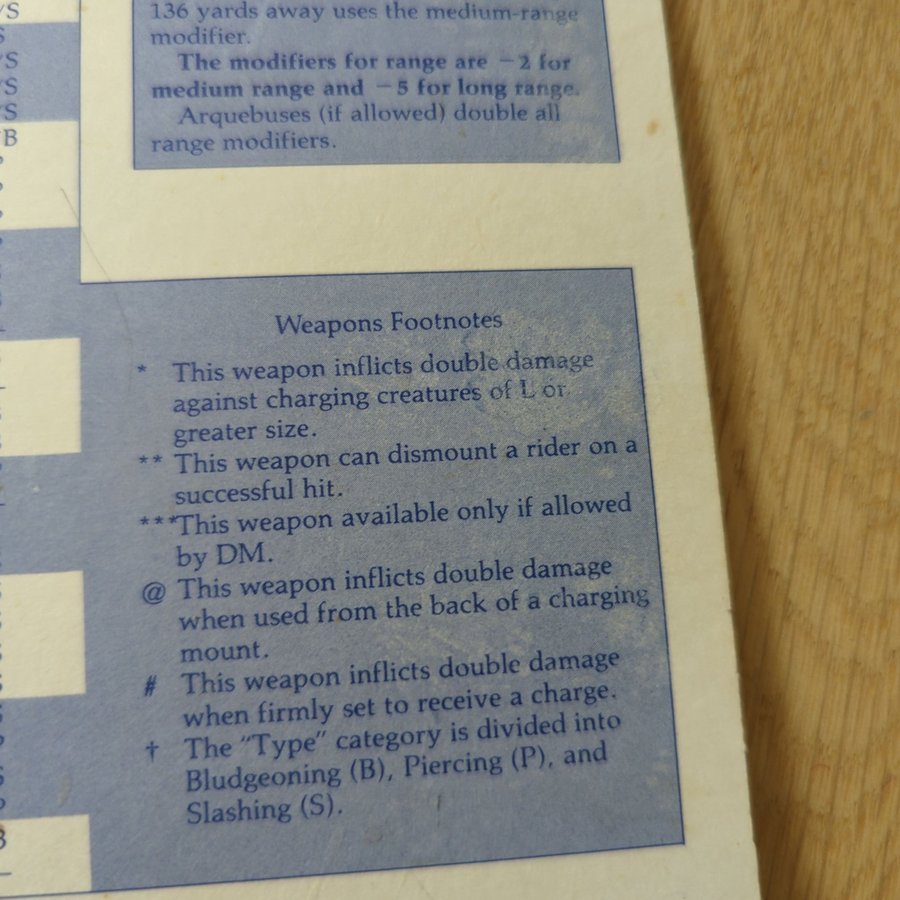 /S
S
/S
/S
/S
B
136 yards away uses the medium-range
modifier.
The modifiers for range are −2 for
medium range and −5 for long range.
Arquebuses (if allowed) double all
range modifiers.
Weapons Footnotes
* This weapon inflicts double damage
against charging creatures of L or
greater size.
** This weapon can dismount a rider on a
successful hit.
***This weapon available only if allowed
by DM.
@ This weapon inflicts double damage
when used from the back of a charging
mount.
# This weapon inflicts double damage
when firmly set to receive a charge.
† The "Type" category is divided into
Bludgeoning (B), Piercing (P), and
Slashing (S).